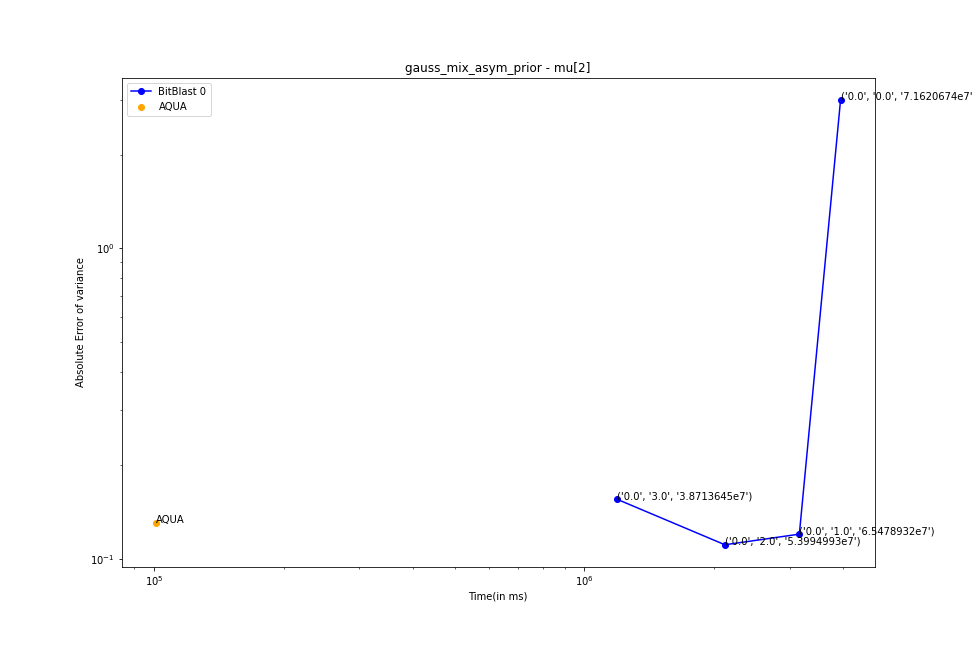 gauss_mix_asym_prior - mu[2]
BitBlast 0
AQUA
('0.0', '0.0', '7.1620674e7'
10⁰
Absolute Error of variance
('0.0', '3.0', '3.8713645e7')
AQUA
('0.0', '1.0', '6.5478932e7')
('0.0', '2.0', '5.3994993e7')
10⁻¹
10⁵
10⁶
Time(in ms)